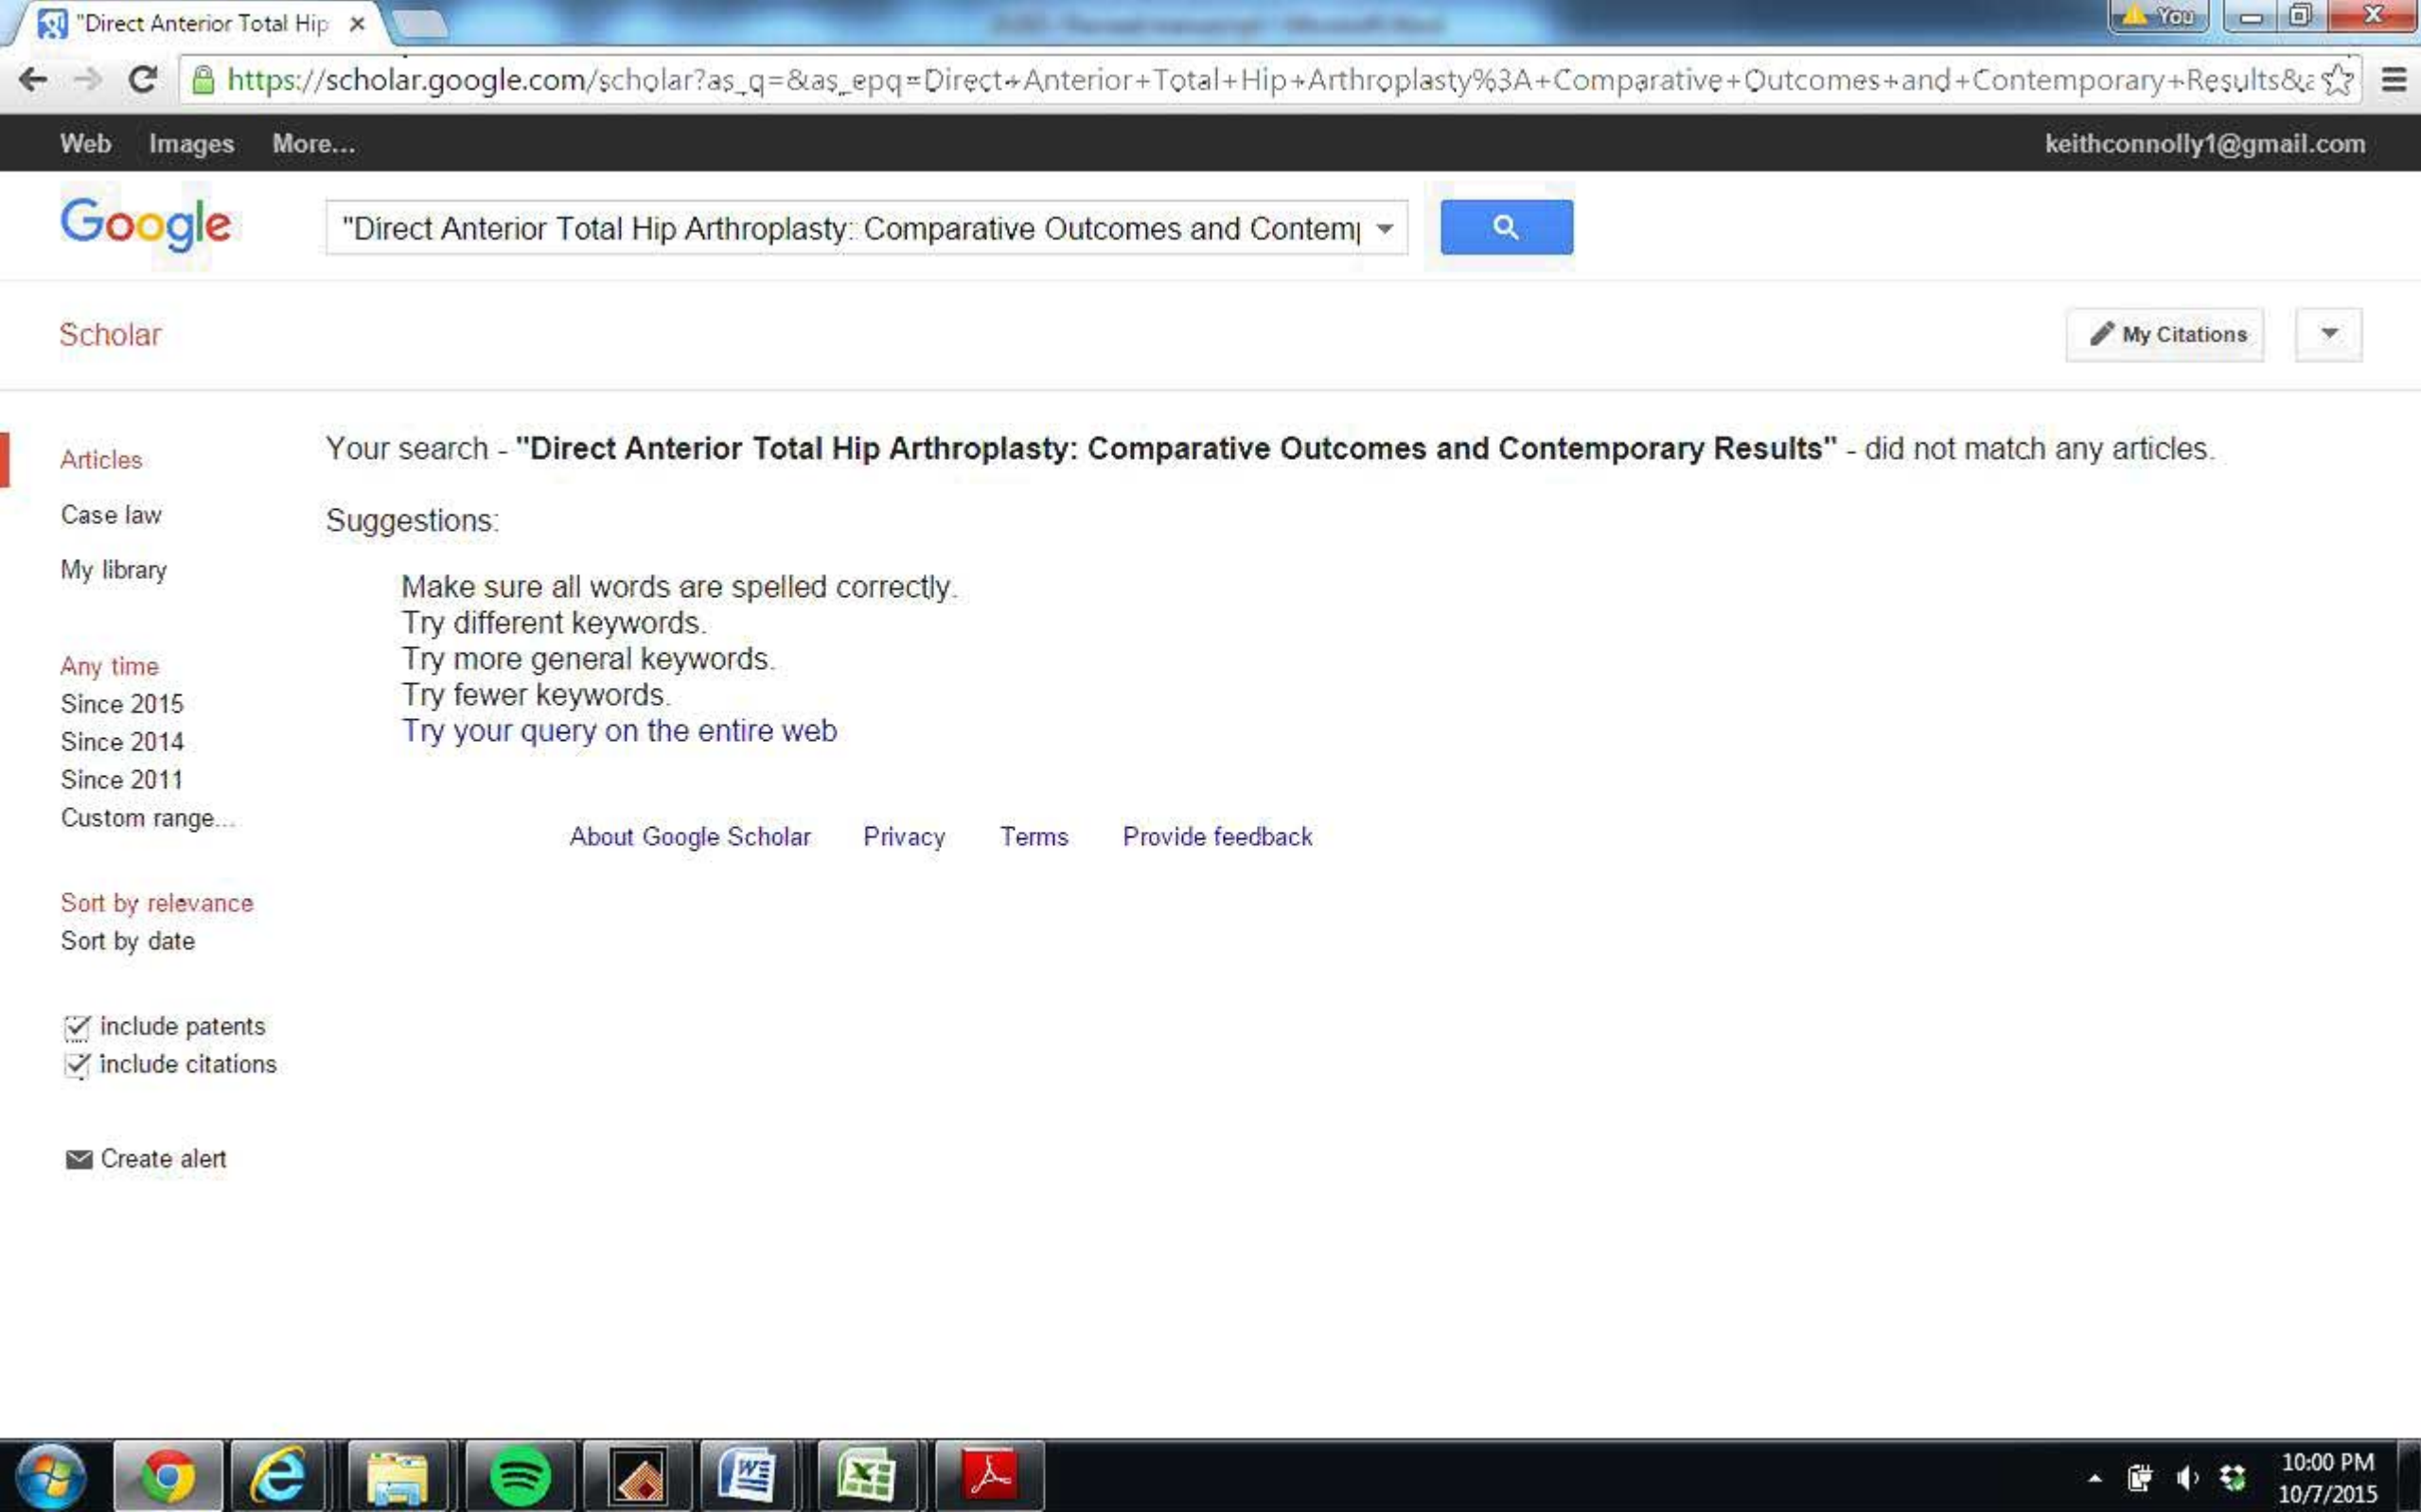 "Direct Anterior Total Hip
You
https://scholar.google.com/scholar?as_q=&as_epq=Direct+Anterior+Total+Hip+Arthroplasty%3A+Comparative+Outcomes+and+Contemporary+Results&a
Web Images More...
keithconnolly1@gmail.com
Google
"Direct Anterior Total Hip Arthroplasty: Comparative Outcomes and Contemp
Scholar
My Citations
Your search - "Direct Anterior Total Hip Arthroplasty: Comparative Outcomes and Contemporary Results" - did not match any articles.
Articles
Case law
My library
Any time
Since 2015
Since 2014
Since 2011
Custom range...
Sort by relevance
Sort by date
include patents
include citations
Create alert
Suggestions:
Make sure all words are spelled correctly.
Try different keywords.
Try more general keywords.
Try fewer keywords.
Try your query on the entire web
About Google Scholar Privacy Terms Provide feedback
10:00 PM
10/7/2015